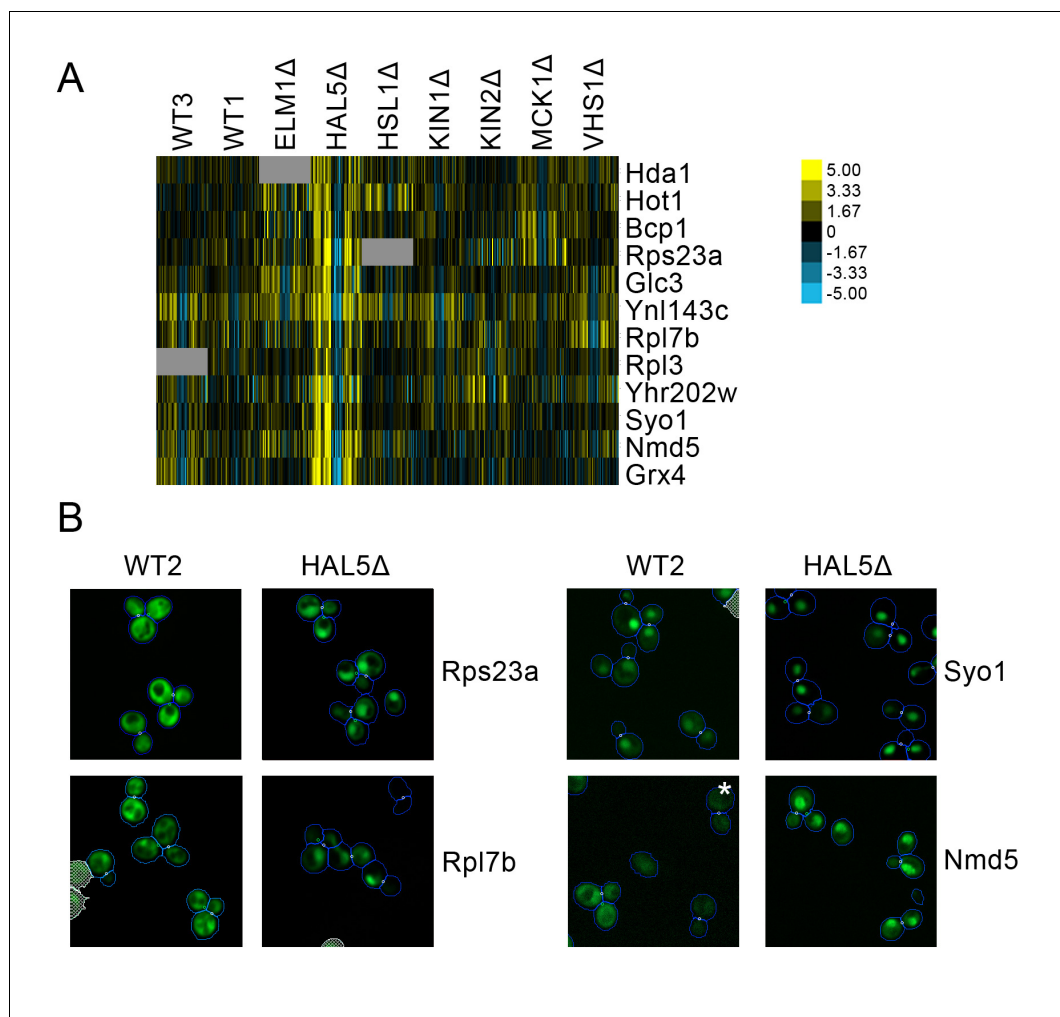 A
WT3
WT1
ELM1Δ
HAL5Δ
HSL1Δ
KIN1Δ
KIN2Δ
MCK1Δ
VHS1Δ
Hda1
Hot1
Bcp1
Rps23a
Glc3
Ynl143c
Rpl7b
Rpl3
Yhr202w
Syo1
Nmd5
Grx4
5.00
3.33
1.67
0
-1.67
-3.33
-5.00
B
WT2
HAL5Δ
WT2
HAL5Δ
Rps23a
Syo1
Rpl7b
*
Nmd5